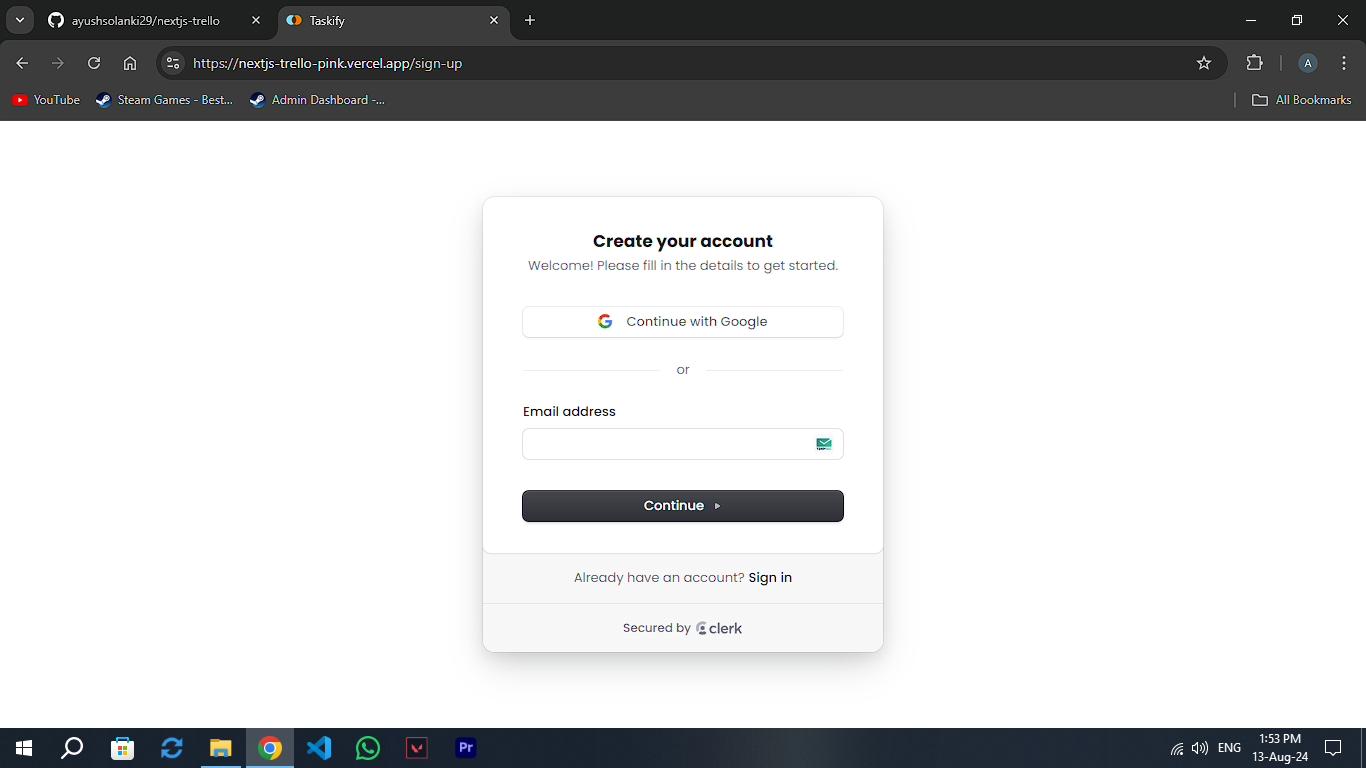 ayushsolanki29/nextjs-trello
Taskify
https://nextjs-trello-pink.vercel.app/sign-up
A
YouTube
Steam Games - Best...
Admin Dashboard -...
All Bookmarks
Create your account
Welcome! Please fill in the details to get started.
Continue with Google
or
Email address
Continue
Already have an account? Sign in
Secured by clerk
Pr
ENG
1:53 PM
13-Aug-24